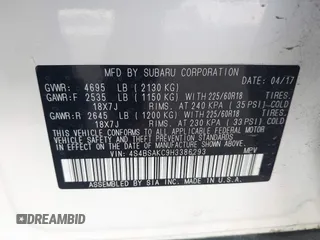 MFD BY SUBARU CORPORATION 04/17
GVWR: 4695 LB (2130 KG)
GAWR:F 2535 LB (1150 KG) WITH 225/60R18 TIRES.
18X7J RIMS. AT 240 KPA (35 PSI) COLD
GAWR:R 2645 LB (1200 KG) WITH 225/60R18 TIRES.
18X7J RIMS. AT 230 KPA (33 PSI) COLD
THIS VEHICLE CONFORMS TO ALL APPLICABLE FEDERAL MOTOR
VEHICLE SAFETY AND THEFT PREVENTION STANDARDS IN
EFFECT ON THE DATE OF MANUFACTURE SHOWN ABOVE.
VIN: 4S4BSAKC9H3386293 MPV
ASSEMBLED BY SIA INC. IN U.S.A.
AUTOBIDMASTER